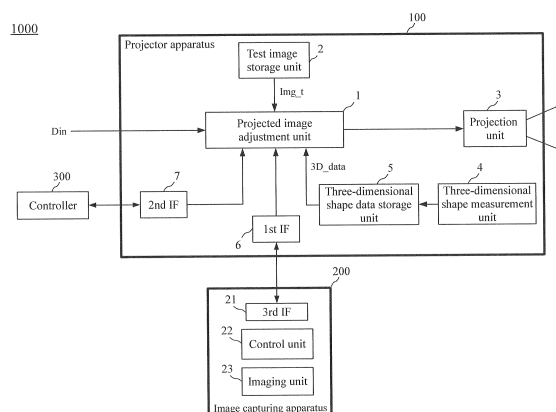 1000
100
Projector apparatus
2
Test image
storage unit
Img_t
1
3
Din
Projected image
adjustment unit
Projection
unit
3D_data
5
4
300
7
Controller
2nd IF
Three-dimensional
shape data storage
unit
Three-dimensional
shape measurement
unit
6
1st IF
200
21
3rd IF
22
Control unit
23
Imaging unit
Image capturing apparatus